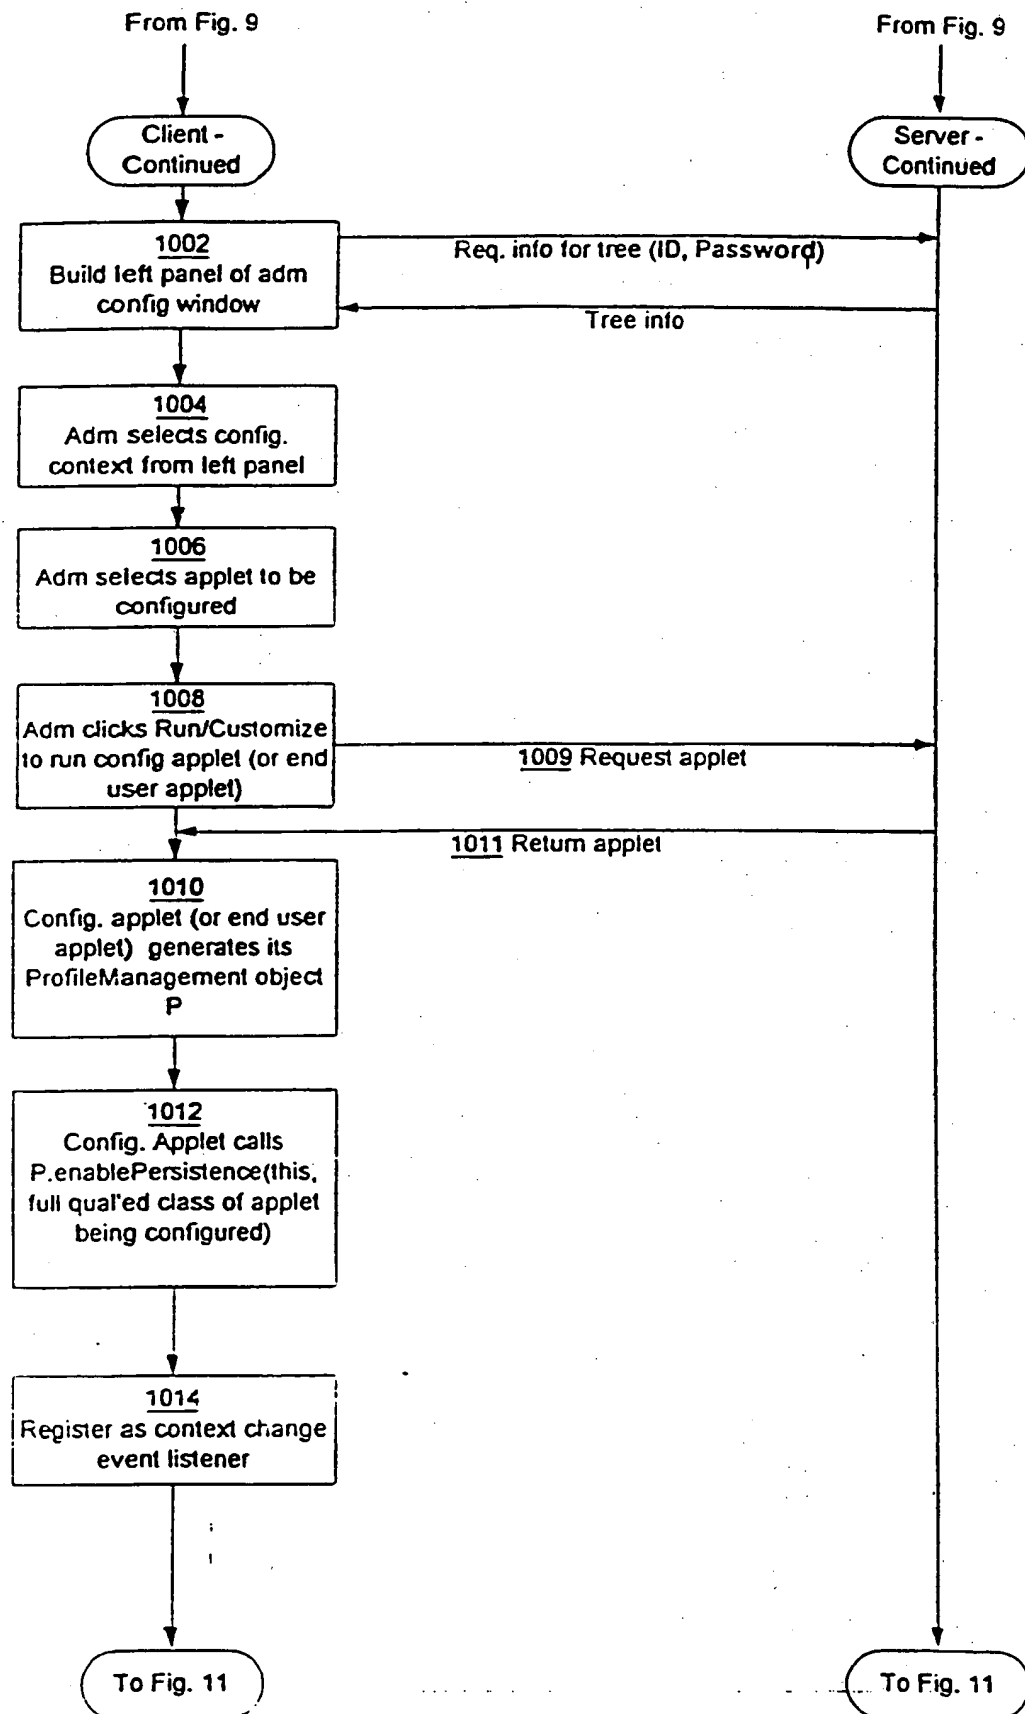 From Fig. 9
From Fig. 9
Client -
Continued
Server -
Continued
1002
Build left panel of adm
config window
Req. info for tree (ID, Password)
Tree info
1004
Adm selects config.
context from left panel
1006
Adm selects applet to be
configured
1008
Adm clicks Run/Customize
to run config applet (or end
user applet)
1009 Request applet
1011 Return applet
1010
Config. applet (or end user
applet) generates its
ProfileManagement object
P
1012
Config. Applet calls
P.enablePersistence(this,
full qual'ed class of applet
being configured)
1014
Register as context change
event listener
To Fig. 11
To Fig. 11